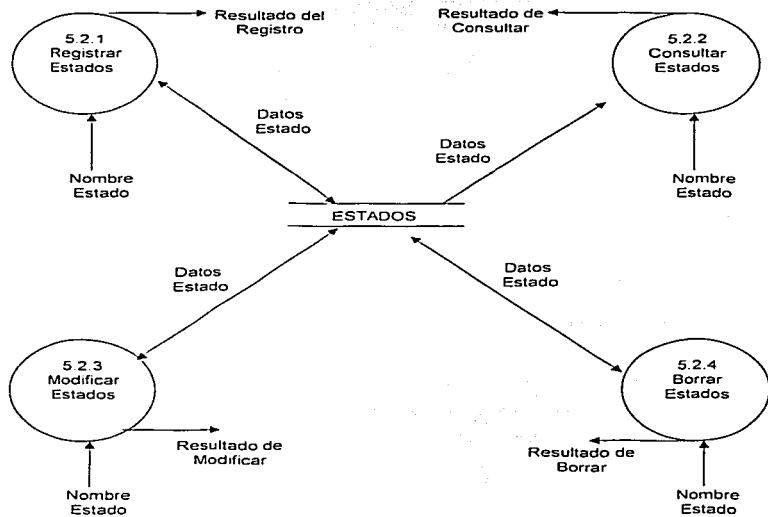 5.2.1
Registrar
Estados
Resultado del
Registro
Resultado de
Consultar
5.2.2
Consultar
Estados
Datos
Estado
Datos
Estado
Nombre
Estado
Nombre
Estado
ESTADOS
Datos
Estado
Datos
Estado
5.2.3
Modificar
Estados
5.2.4
Borrar
Estados
Resultado de
Modificar
Resultado de
Borrar
Nombre
Estado
Nombre
Estado